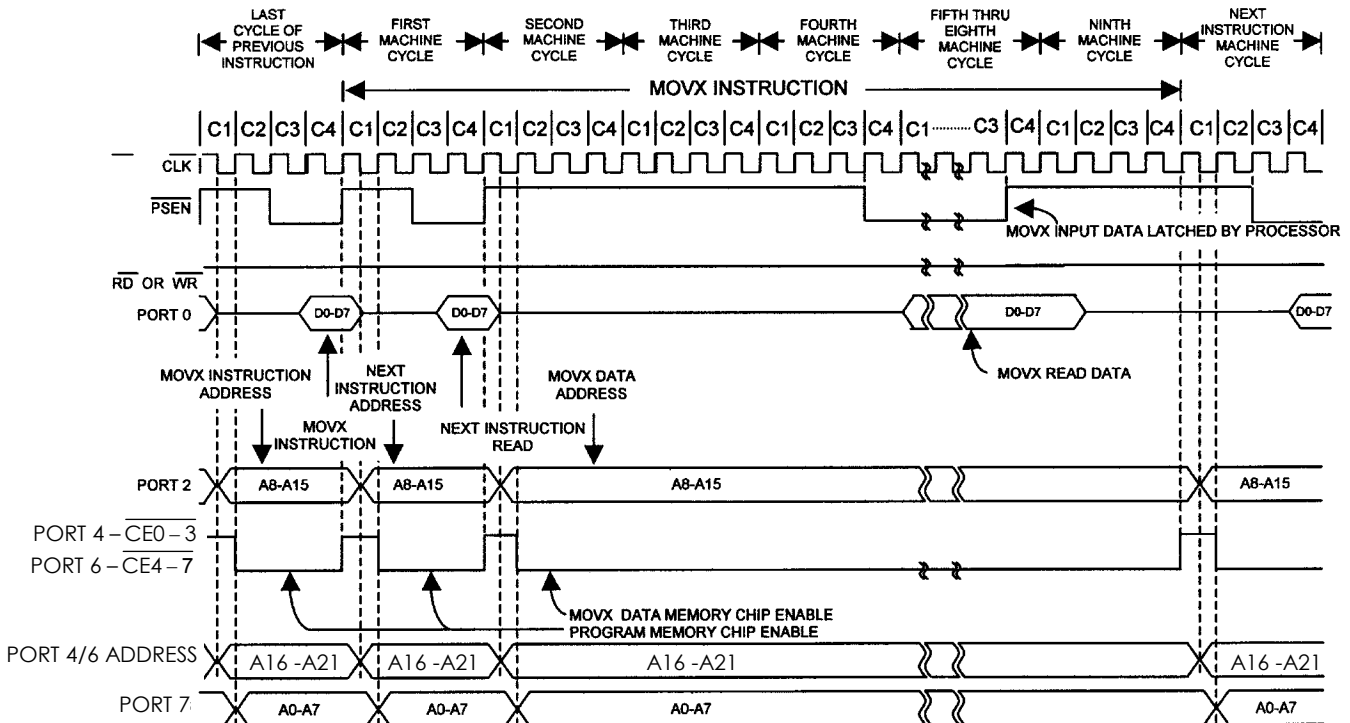 LAST CYCLE OF PREVIOUS INSTRUCTION
FIRST MACHINE CYCLE
SECOND MACHINE CYCLE
THIRD MACHINE CYCLE
FOURTH MACHINE CYCLE
FIFTH THRU EIGHTH MACHINE CYCLE
NINTH MACHINE CYCLE
NEXT INSTRUCTION MACHINE CYCLE
MOVX INSTRUCTION
C1 C2 C3 C4 C1 C2 C3 C4 C1 C2 C3 C4 C1 C2 C3 C4 C1 C2 C3 C4 C1 ........ C3 C4 C1 C2 C3 C4 C1 C2 C3 C4
CLK
PSEN
MOVX INPUT DATA LATCHED BY PROCESSOR
RD OR WR
PORT 0
D0-D7
D0-D7
D0-D7
D0-D7
MOVX INSTRUCTION ADDRESS
NEXT INSTRUCTION ADDRESS
MOVX DATA ADDRESS
MOVX READ DATA
MOVX INSTRUCTION
NEXT INSTRUCTION READ
PORT 2
A8-A15
A8-A15
A8-A15
A8-A15
PORT 4 – CE0 – 3
PORT 6 – CE4 – 7
MOVX DATA MEMORY CHIP ENABLE
PROGRAM MEMORY CHIP ENABLE
PORT 4/6 ADDRESS
A16 -A21
A16 -A21
A16 -A21
A16 -A21
PORT 7
A0-A7
A0-A7
A0-A7
A0-A7